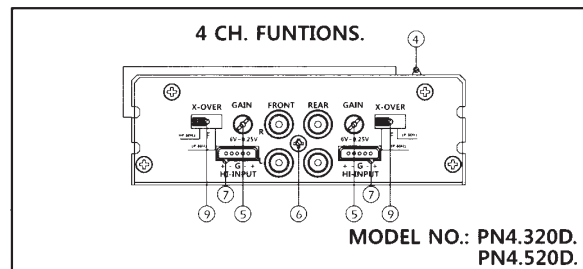 4 CH. FUNTIONS.
4
X-OVER GAIN FRONT REAR GAIN X-OVER
F
R
6V-0.25V 6V-0.25V
L
+ - G - + + - G - +
HI-INPUT HI-INPUT
7 7
9 5 6 5 9
MODEL NO.: PN4.320D.
PN4.520D.